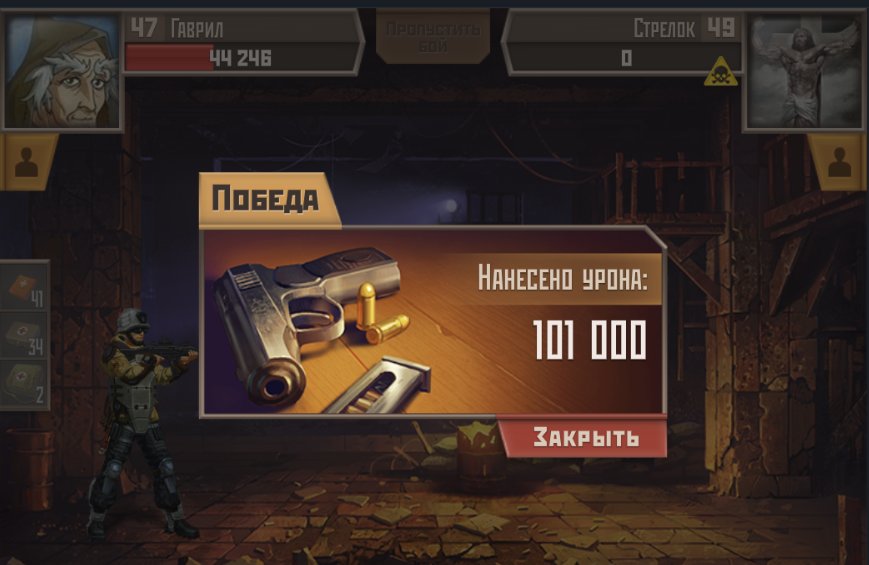 47 Гаврил
44 246
Пропустить
бой
Стрелок 49
0
Победа
Нанесено урона:
101 000
41
34
2
Закрыть